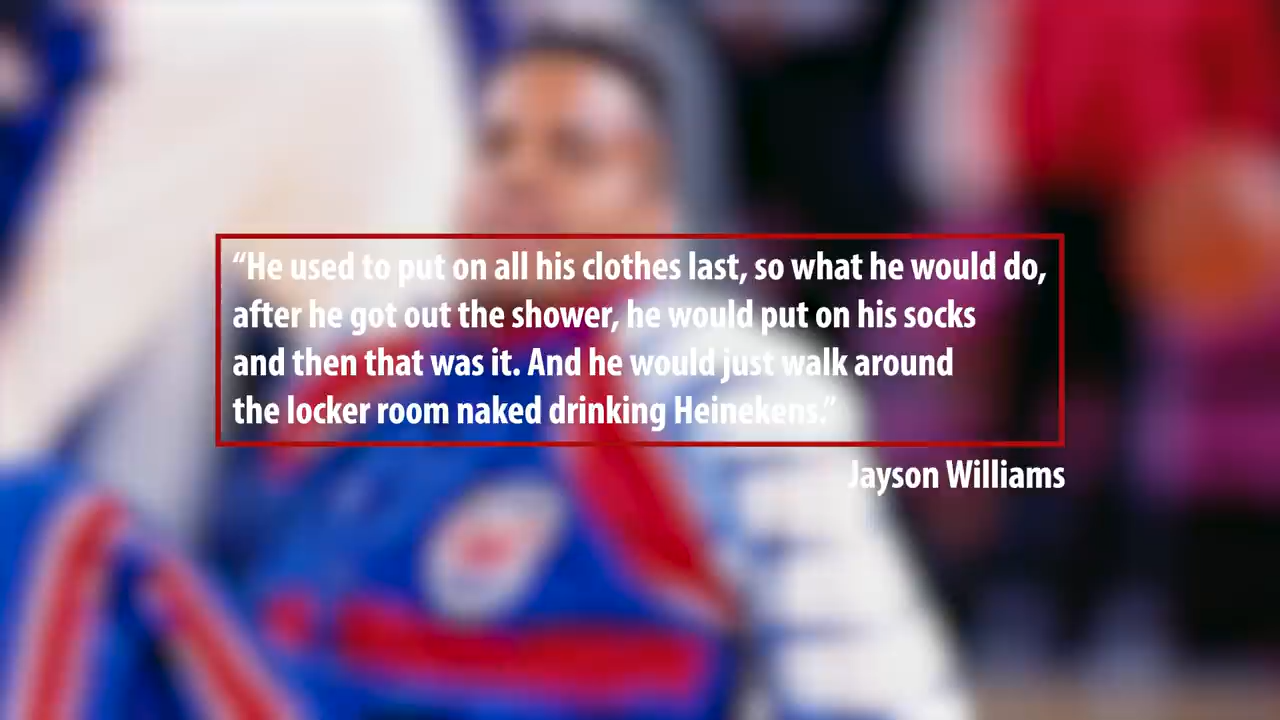 “He used to put on all his clothes last, so what he would do,
after he got out the shower, he would put on his socks
and then that was it. And he would just walk around
the locker room naked drinking Heinekens.”
Jayson Williams